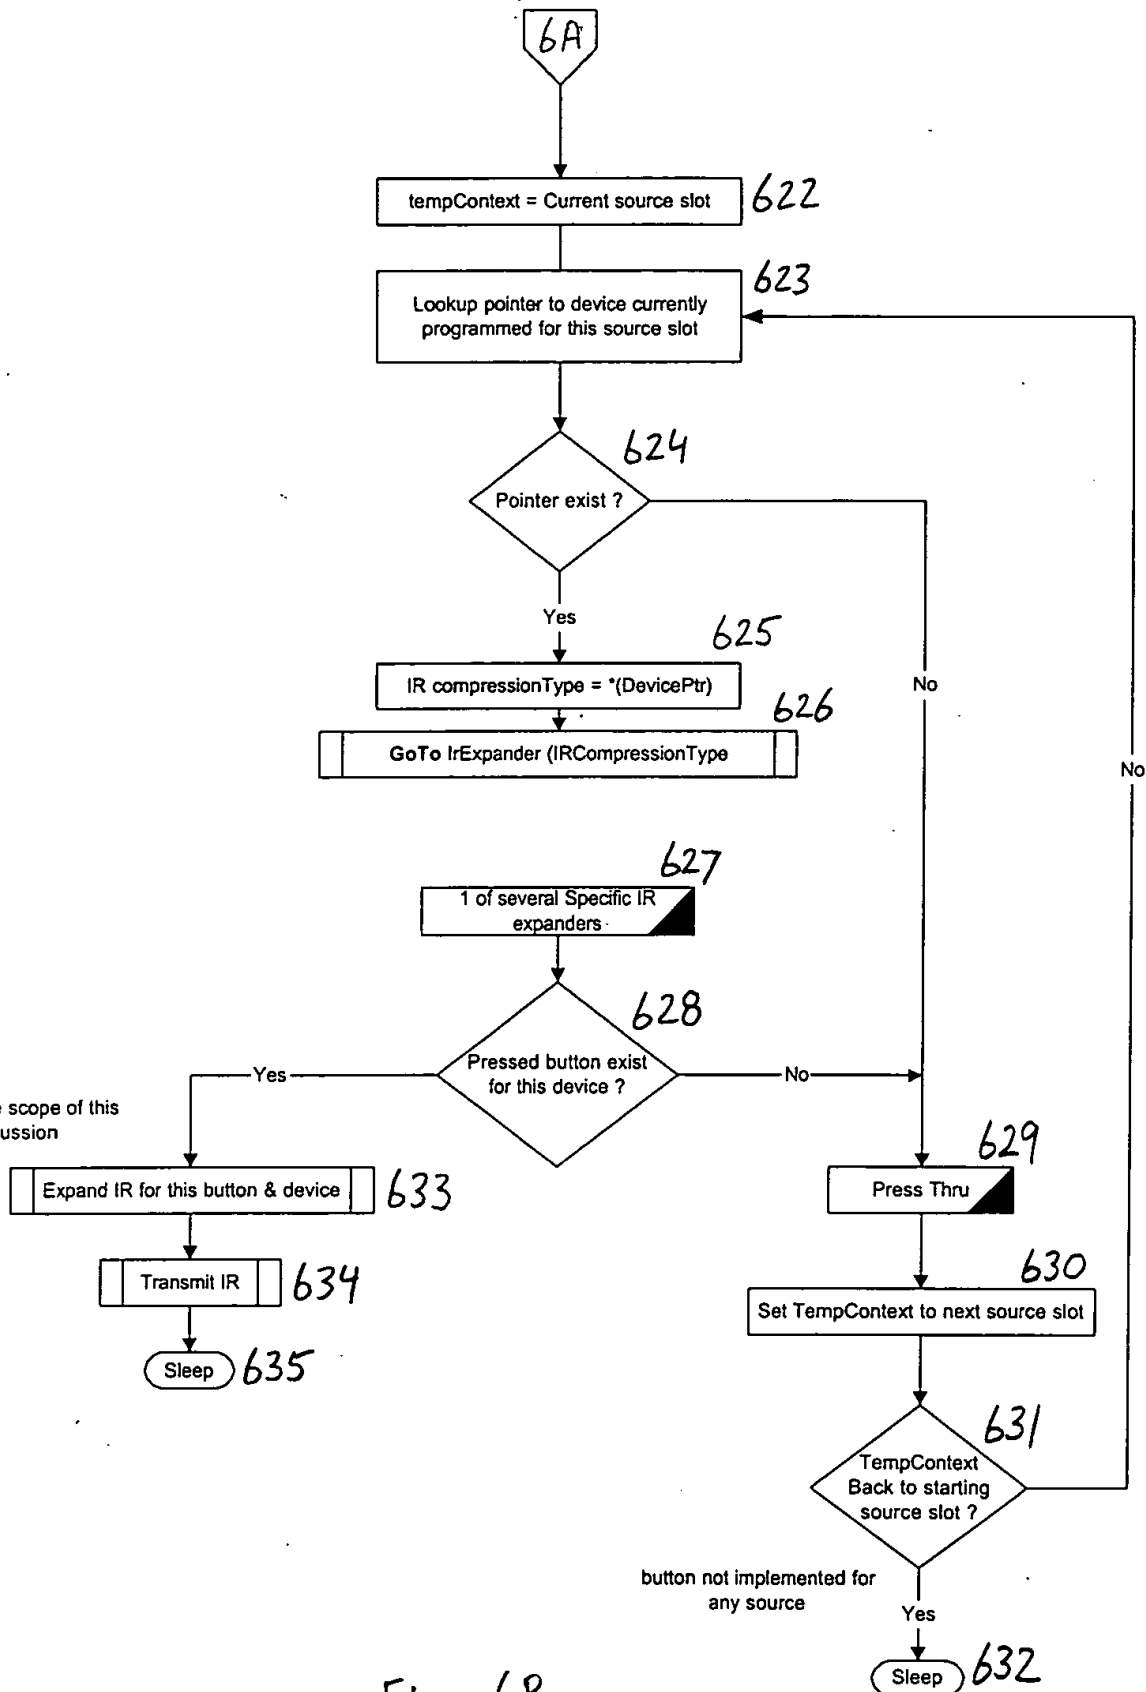 6A
tempContext = Current source slot
622
623
Lookup pointer to device currently
programmed for this source slot
624
Pointer exist ?
Yes
625
IR compressionType = *(DevicePtr)
No
626
GoTo IrExpander (IRCompressionType
No
627
1 of several Specific IR
expanders
628
Pressed button exist
for this device ?
Yes
No
scope of this
629
Expand IR for this button & device
633
Press Thru
630
Transmit IR
634
Set TempContext to next source slot
Sleep
635
631
TempContext
Back to starting
source slot ?
button not implemented for
any source
Yes
Sleep
632